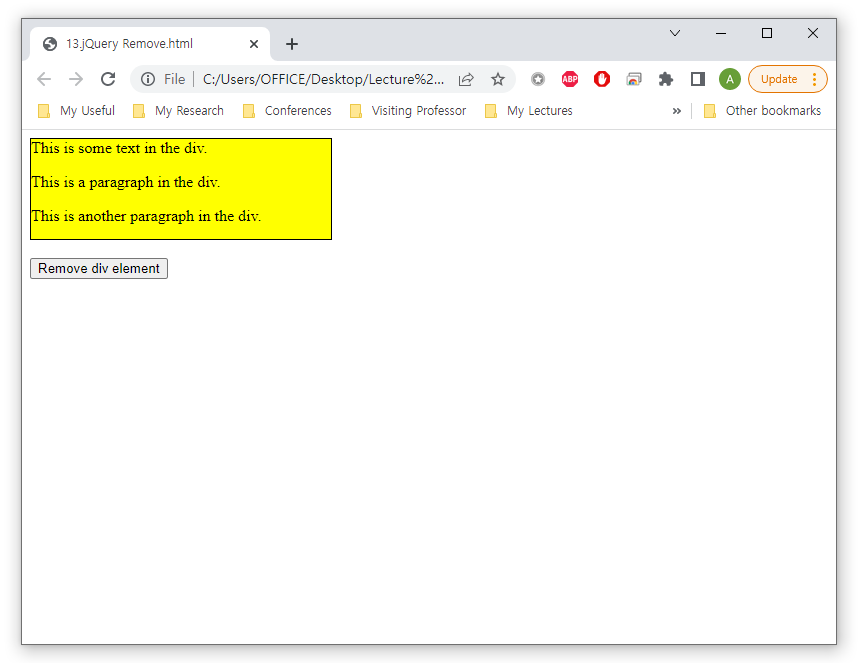 13.jQuery Remove.html
File C:/Users/OFFICE/Desktop/Lecture%2...
ABP
A
Update
My Useful My Research Conferences Visiting Professor My Lectures » Other bookmarks
This is some text in the div.
This is a paragraph in the div.
This is another paragraph in the div.
Remove div element